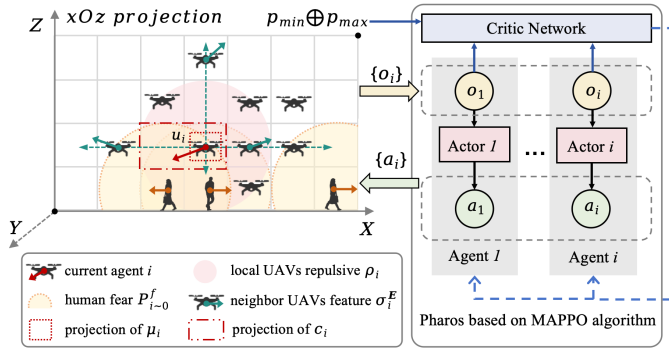 Z
xOz projection
p_min⊕p_max
Critic Network
{o_i}
o_1
o_i
u_i
Actor 1
...
Actor i
{a_i}
a_1
a_i
Y
X
Agent 1
Agent i
current agent i
local UAVs repulsive ρ_i
human fear P^f_{i~0}
neighbor UAVs feature σ_i^E
projection of μ_i
projection of c_i
Pharos based on MAPPO algorithm